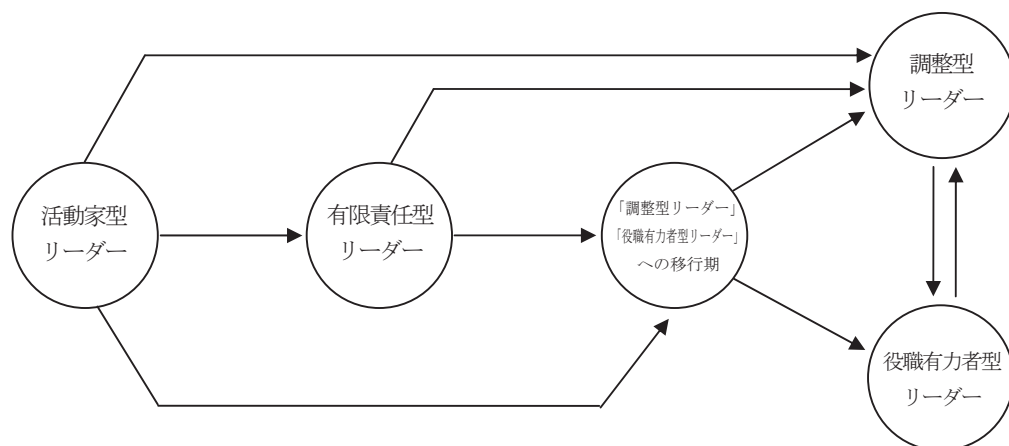 活動家型
リーダー
有限責任型
リーダー
「調整型リーダー」
「役職有力者型リーダー」
への移行期
調整型
リーダー
役職有力者型
リーダー